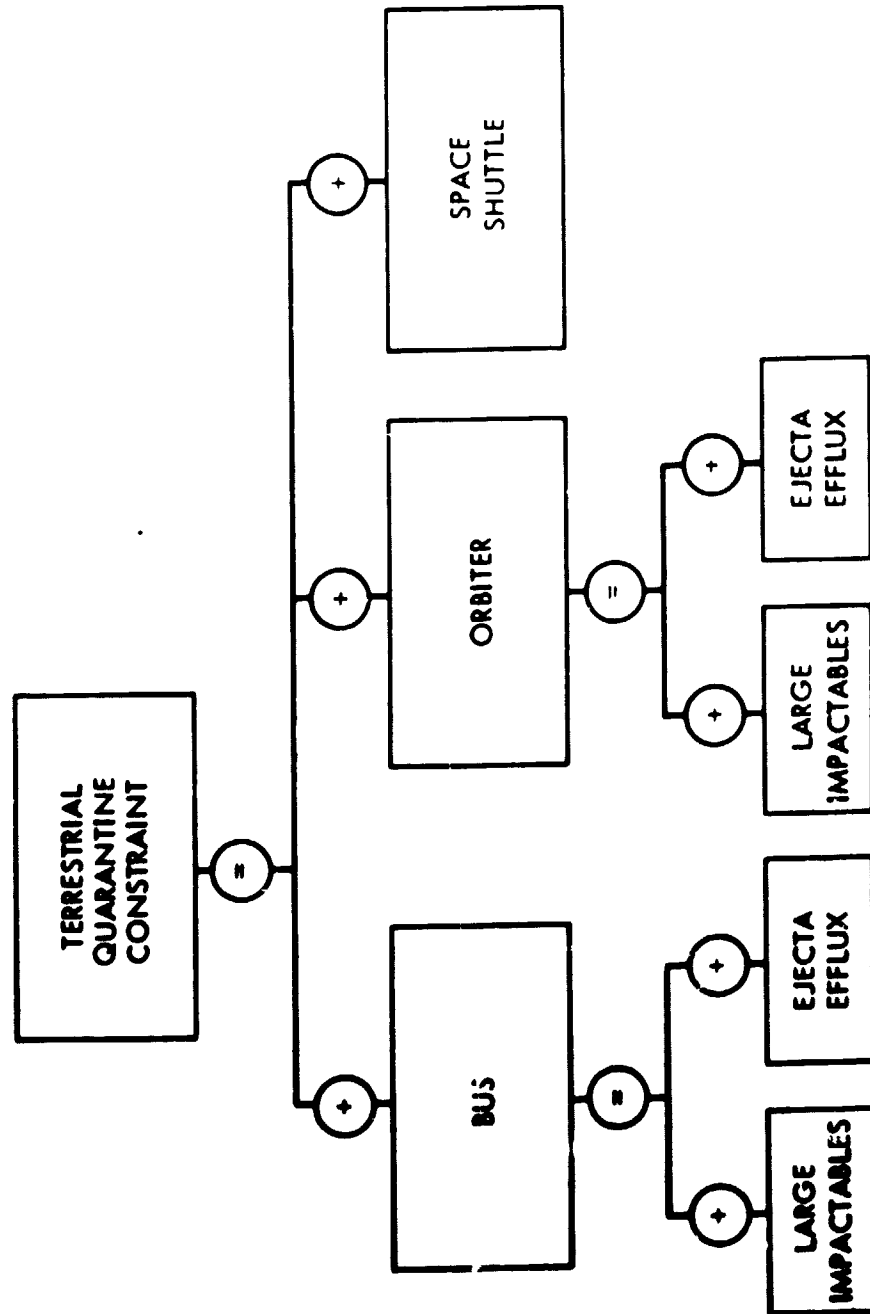 TERRESTRIAL
QUARANTINE
CONSTRAINT
=
+
+
+
BUS
ORBITER
SPACE
SHUTTLE
=
=
+
+
+
+
LARGE
IMPACTABLES
EJECTA
EFFLUX
LARGE
IMPACTABLES
EJECTA
EFFLUX